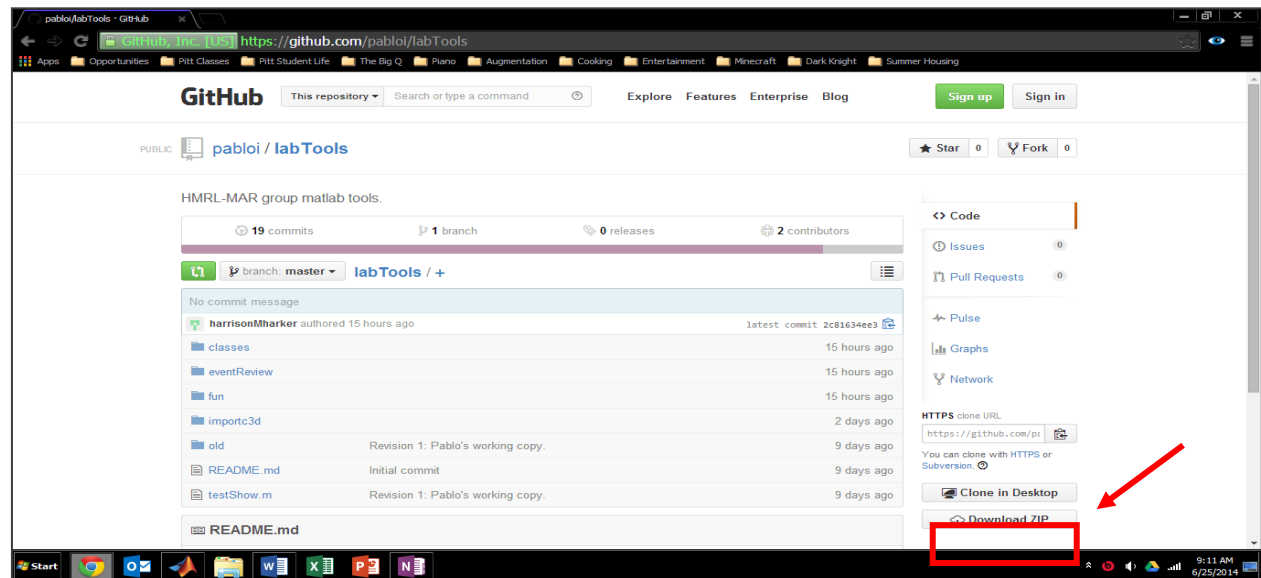 pabloi/labTools · GitHub
GitHub, Inc. [US] https://github.com/pabloi/labTools
Apps Opportunities Pitt Classes Pitt Student Life The Big Q Piano Augmentation Cooking Entertainment Minecraft Dark Knight Summer Housing
GitHub This repository Search or type a command Explore Features Enterprise Blog Sign up Sign in
PUBLIC pabloi / labTools Star 0 Fork 0
HMRL-MAR group matlab tools.
19 commits 1 branch 0 releases 2 contributors
branch: master labTools / +
No commit message
harrisonMharker authored 15 hours ago latest commit 2c81634ee3
classes 15 hours ago
eventReview 15 hours ago
fun 15 hours ago
importc3d 2 days ago
old Revision 1: Pablo's working copy. 9 days ago
README.md Initial commit 9 days ago
testShow.m Revision 1: Pablo's working copy. 9 days ago
README.md
<> Code
Issues 0
Pull Requests 0
Pulse
Graphs
Network
HTTPS clone URL
https://github.com/pa
You can clone with HTTPS or
Subversion.
Clone in Desktop
Download ZIP
Start 9:11 AM
6/25/2014